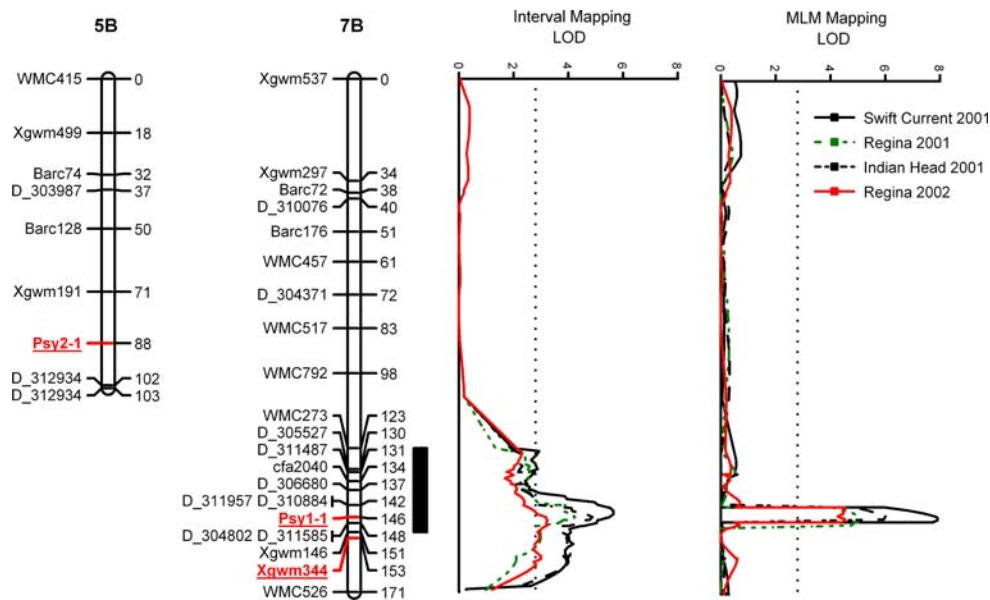 5B
WMC415 0
Xgwm499 18
Barc74 32
D_303987 37
Barc128 50
Xgwm191 71
Psy2-1 88
D_312934 102
D_312934 103
7B
Xgwm537 0
Xgwm297 34
Barc72 38
D_310076 40
Barc176 51
WMC457 61
D_304371 72
WMC517 83
WMC792 98
WMC273 123
D_305527 130
D_311487 131
cfa2040 134
D_306680 137
D_311957 D_310884 142
Psy1-1 146
D_304802 D_311585 148
Xgwm146 151
Xgwm344 153
WMC526 171
Interval Mapping
LOD
0 2 4 6 8
MLM Mapping
LOD
0 2 4 6 8
Swift Current 2001
Regina 2001
Indian Head 2001
Regina 2002